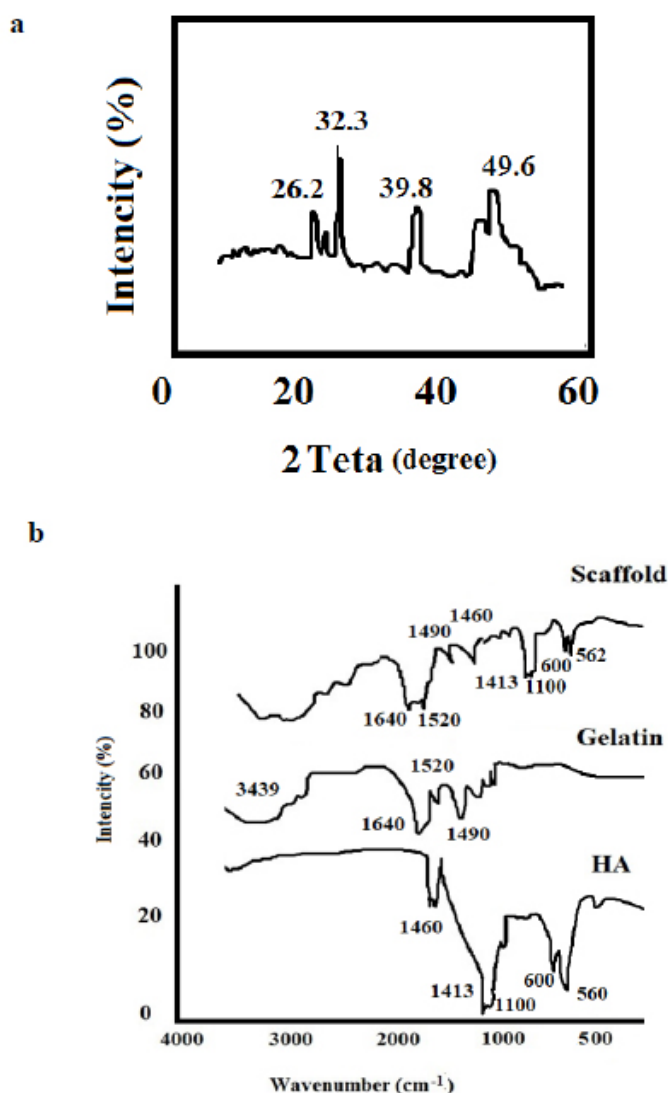 a
Intencity (%)
32.3
26.2
39.8
49.6
0 20 40 60
2 Teta (degree)
b
Intencity (%)
Scaffold
1490 1460
100
1413 1100 600 562
80
1640 1520
Gelatin
60
3439
1520
40
1640 1490
HA
20
1460
1413 1100 600 560
0
4000 3000 2000 1000 500
Wavenumber (cm⁻¹)